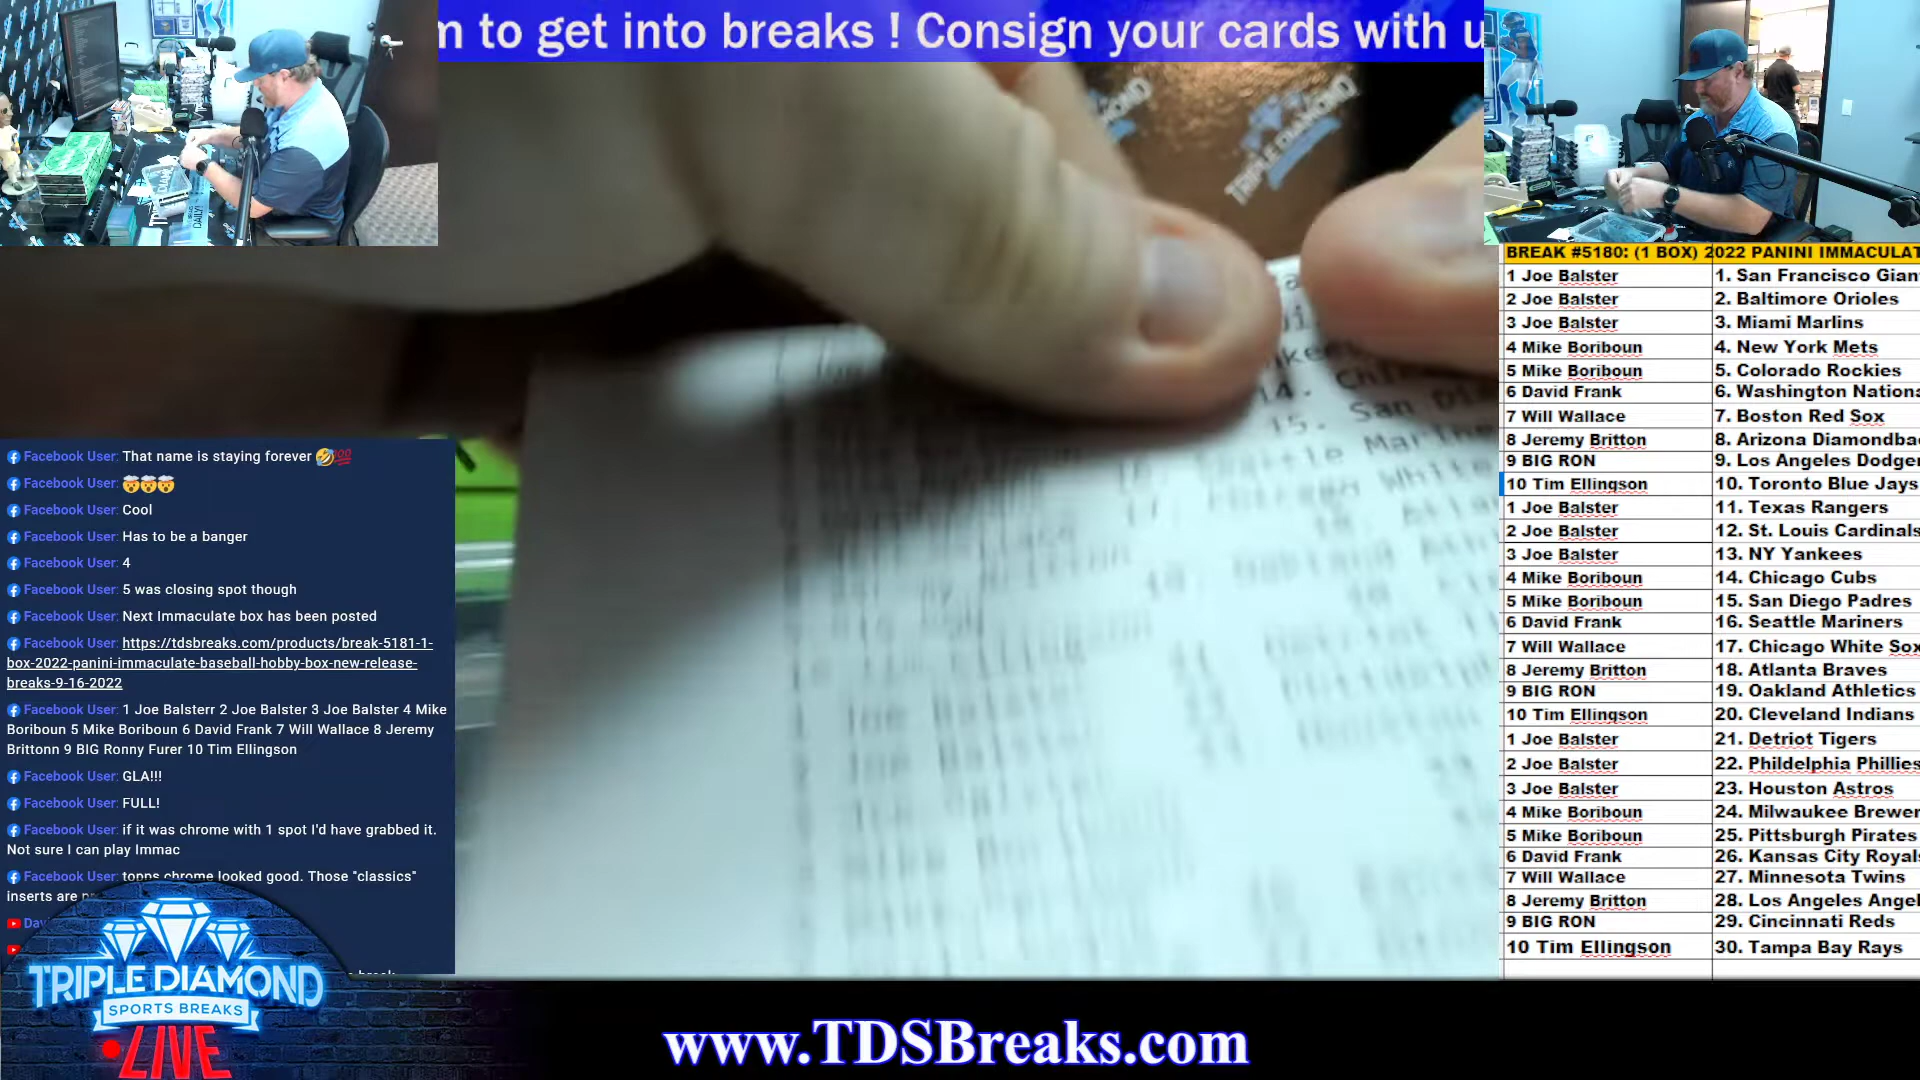 m to get into breaks ! Consign your cards with u
BREAK #5180: (1 BOX) 2022 PANINI IMMACULAT
1 Joe Balster 1. San Francisco Gian
2 Joe Balster 2. Baltimore Orioles
3 Joe Balster 3. Miami Marlins
4 Mike Boriboun 4. New York Mets
5 Mike Boriboun 5. Colorado Rockies
6 David Frank 6. Washington Nationa
7 Will Wallace 7. Boston Red Sox
8 Jeremy Britton 8. Arizona Diamondba
9 BIG RON 9. Los Angeles Dodger
10 Tim Ellingson 10. Toronto Blue Jays
1 Joe Balster 11. Texas Rangers
2 Joe Balster 12. St. Louis Cardinals
3 Joe Balster 13. NY Yankees
4 Mike Boriboun 14. Chicago Cubs
5 Mike Boriboun 15. San Diego Padres
6 David Frank 16. Seattle Mariners
7 Will Wallace 17. Chicago White Sox
8 Jeremy Britton 18. Atlanta Braves
9 BIG RON 19. Oakland Athletics
10 Tim Ellingson 20. Cleveland Indians
1 Joe Balster 21. Detriot Tigers
2 Joe Balster 22. Phildelphia Phillies
3 Joe Balster 23. Houston Astros
4 Mike Boriboun 24. Milwaukee Brewer
5 Mike Boriboun 25. Pittsburgh Pirates
6 David Frank 26. Kansas City Royals
7 Will Wallace 27. Minnesota Twins
8 Jeremy Britton 28. Los Angeles Angel
9 BIG RON 29. Cincinnati Reds
10 Tim Ellingson 30. Tampa Bay Rays
Facebook User: That name is staying forever 🤣💯
Facebook User: 🤯🤯🤯
Facebook User: Cool
Facebook User: Has to be a banger
Facebook User: 4
Facebook User: 5 was closing spot though
Facebook User: Next Immaculate box has been posted
Facebook User: https://tdsbreaks.com/products/break-5181-1-
box-2022-panini-immaculate-baseball-hobby-box-new-release-
breaks-9-16-2022
Facebook User: 1 Joe Balsterr 2 Joe Balster 3 Joe Balster 4 Mike
Boriboun 5 Mike Boriboun 6 David Frank 7 Will Wallace 8 Jeremy
Brittonn 9 BIG Ronny Furer 10 Tim Ellingson
Facebook User: GLA!!!
Facebook User: FULL!
Facebook User: if it was chrome with 1 spot I'd have grabbed it.
Not sure I can play Immac
Facebook User: topps chrome looked good. Those "classics"
inserts are
TRIPLE DIAMOND
SPORTS BREAKS
LIVE
www.TDSBreaks.com
TRIPLE DIAMOND